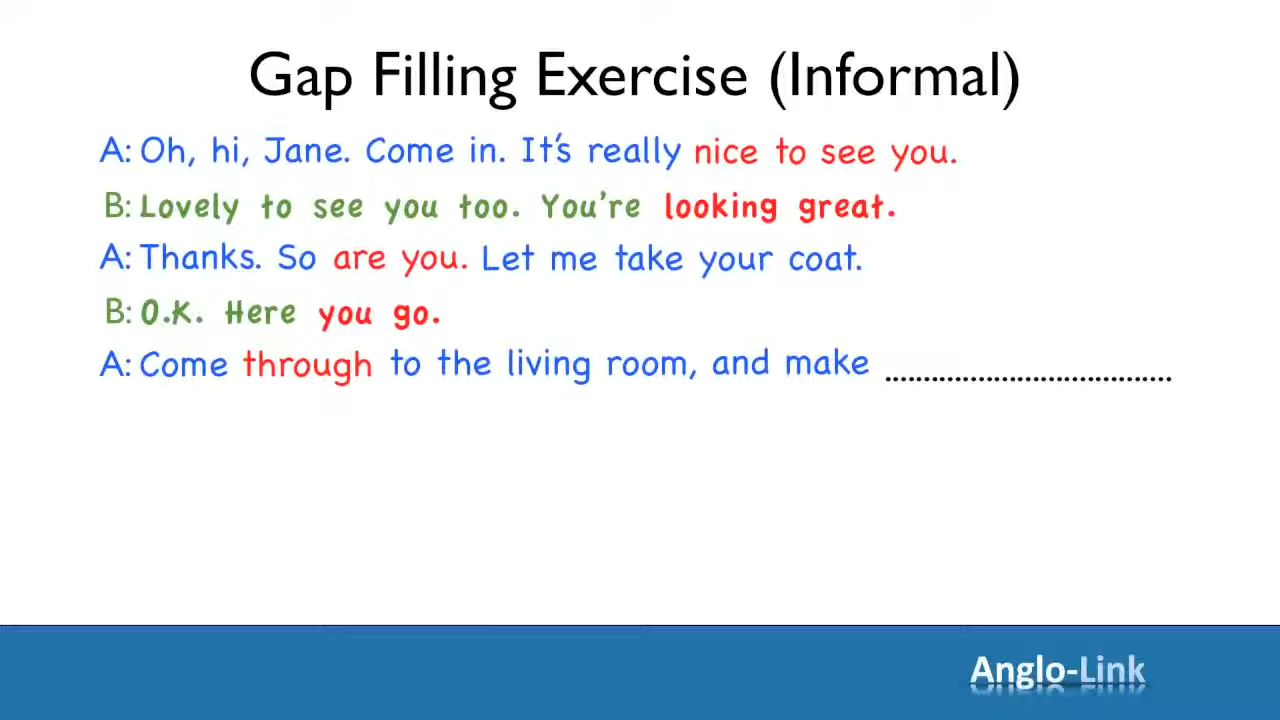 Gap Filling Exercise (Informal)
A: Oh, hi, Jane. Come in. It's really nice to see you.
B: Lovely to see you too. You're looking great.
A: Thanks. So are you. Let me take your coat.
B: O.K. Here you go.
A: Come through to the living room, and make ......................................
Anglo-Link